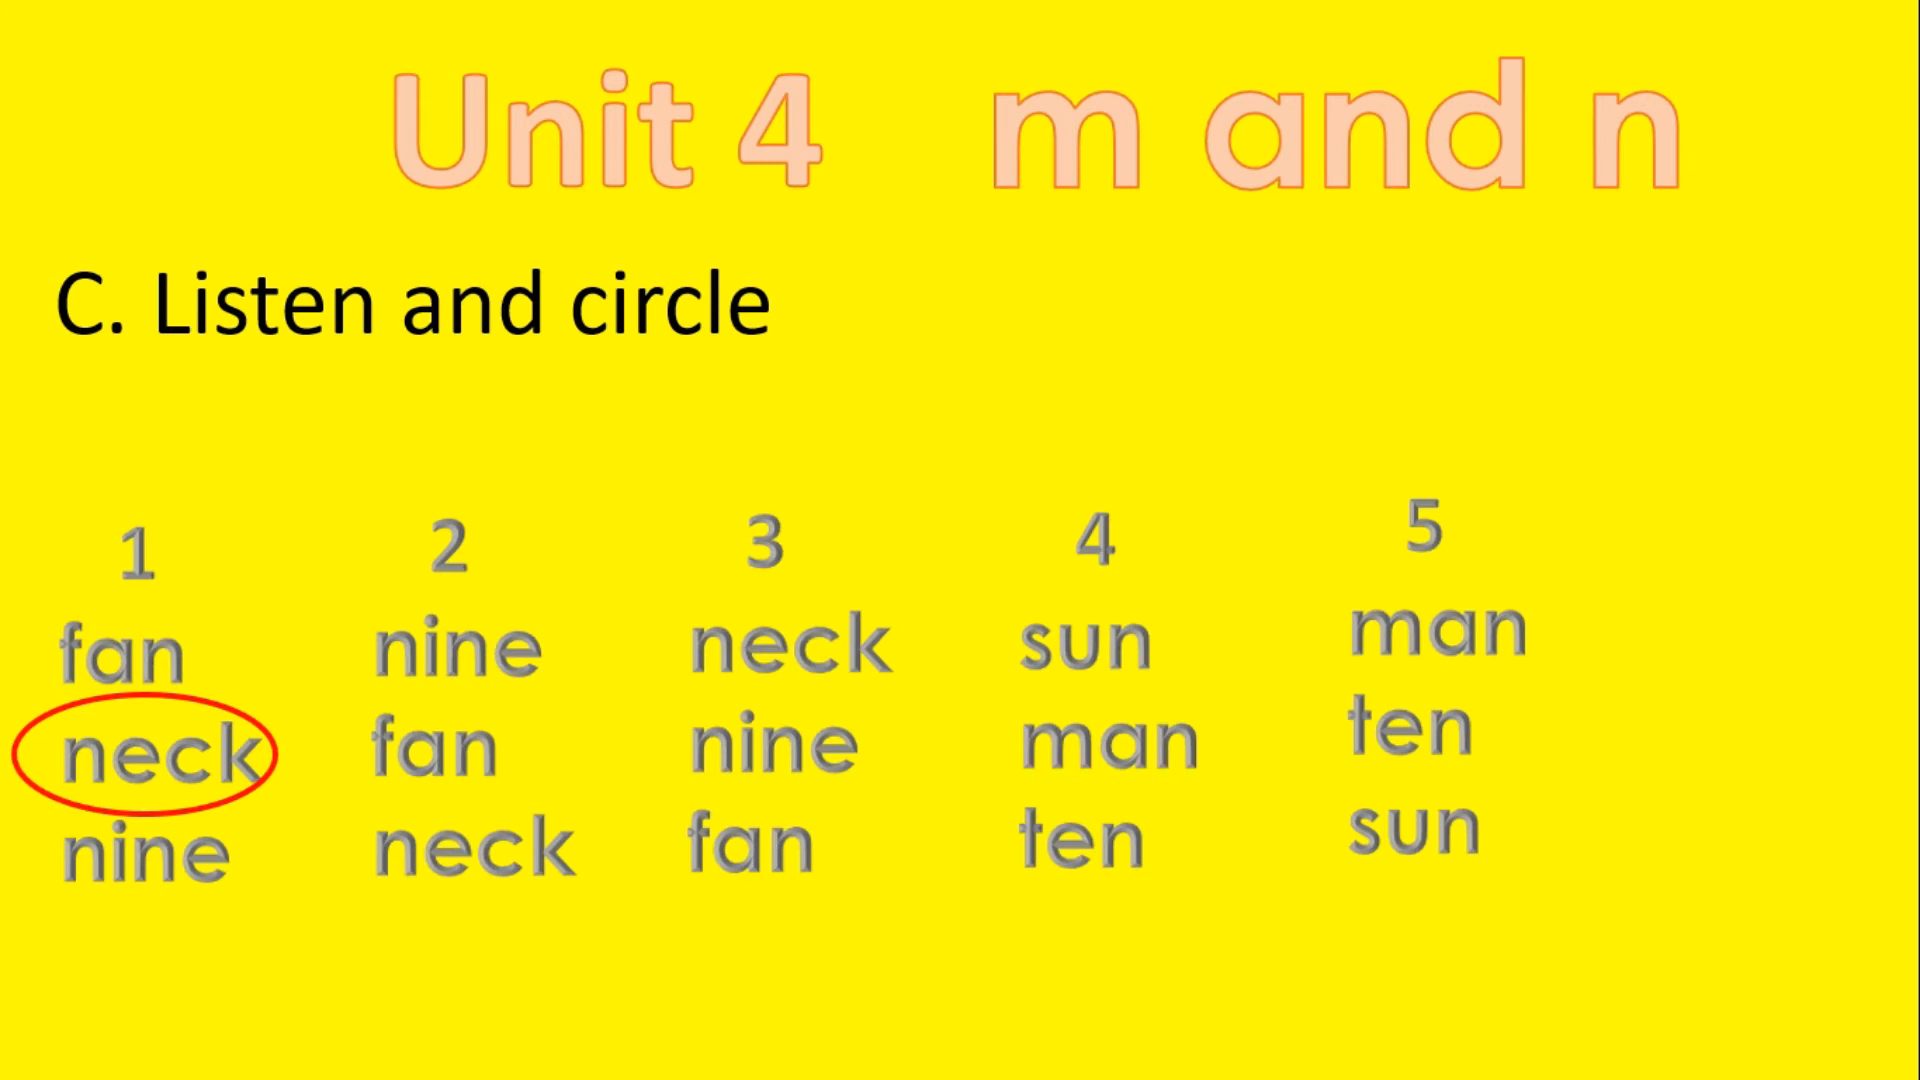 Unit 4 m and n
C. Listen and circle
1 2 3 4 5
fan nine neck sun man
neck fan nine man ten
nine neck fan ten sun